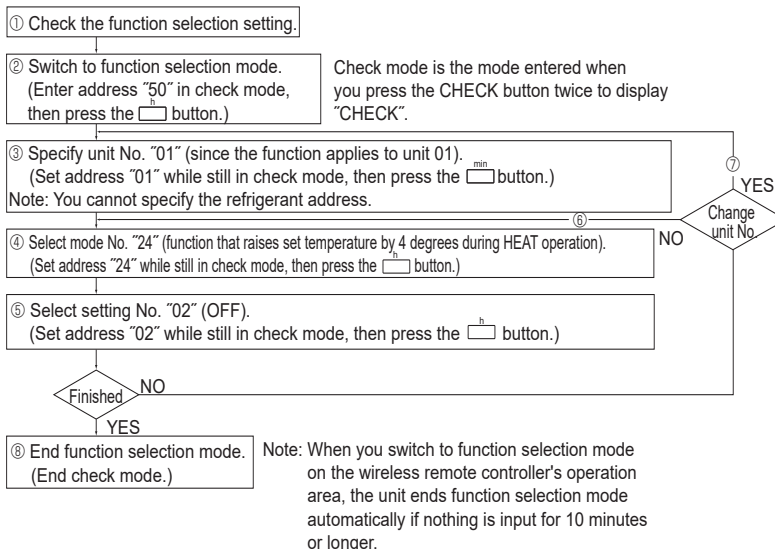 ① Check the function selection setting.
② Switch to function selection mode.
(Enter address ˝50˝ in check mode,
then press the h button.)
Check mode is the mode entered when
you press the CHECK button twice to display
˝CHECK˝.
③ Specify unit No. ˝01˝ (since the function applies to unit 01).
(Set address ˝01˝ while still in check mode, then press the min button.)
Note: You cannot specify the refrigerant address.
⑦
YES
Change
unit No.
NO
⑥
④ Select mode No. ˝24˝ (function that raises set temperature by 4 degrees during HEAT operation).
(Set address ˝24˝ while still in check mode, then press the h button.)
⑤ Select setting No. ˝02˝ (OFF).
(Set address ˝02˝ while still in check mode, then press the h button.)
Finished
NO
YES
⑧ End function selection mode.
(End check mode.)
Note: When you switch to function selection mode
on the wireless remote controller's operation
area, the unit ends function selection mode
automatically if nothing is input for 10 minutes
or longer.